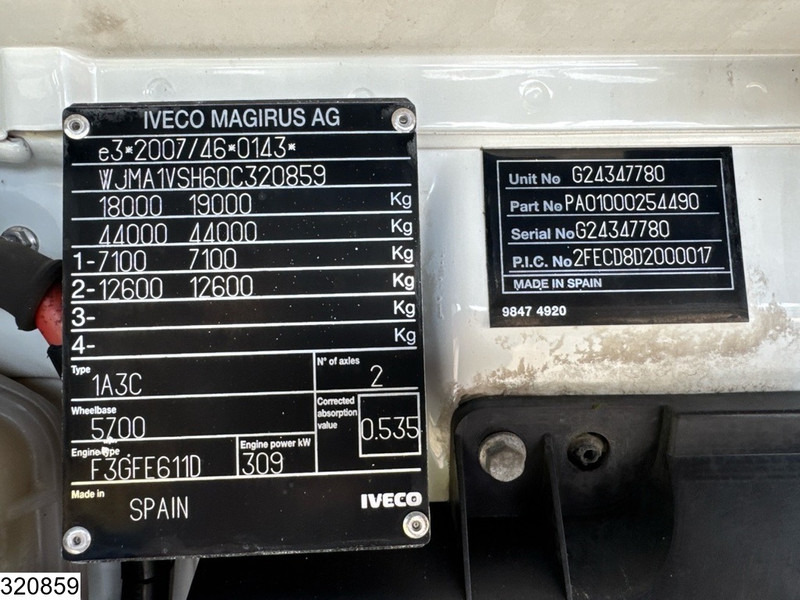 IVECO MAGIRUS AG
e3*2007/46*0143*
WJMA1VSH60C320859
18000 19000 Kg
44000 44000 Kg
1-7100 7100 Kg
2-12600 12600 Kg
3- Kg
4- Kg
Type 1A3C
N° of axles 2
Wheelbase 5700
Corrected absorption value 0.535
Engine type F3GFE611D
Engine power kW 309
Made in SPAIN
IVECO
Unit No G24347780
Part No PA01000254490
Serial No G24347780
P.I.C. No 2FECD8D2000017
MADE IN SPAIN
9847 4920
320859